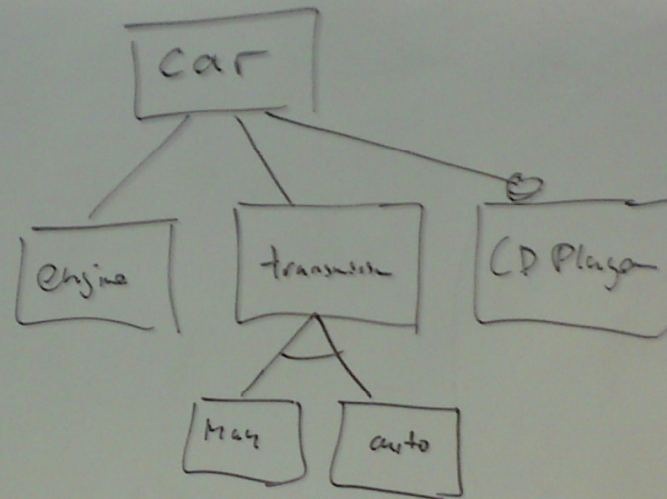 car
engine
transmission
CD Player
Man
auto